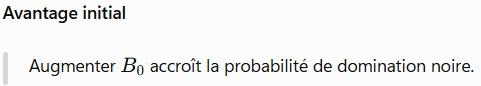 Avantage initial
Augmenter B₀ accroît la probabilité de domination noire.